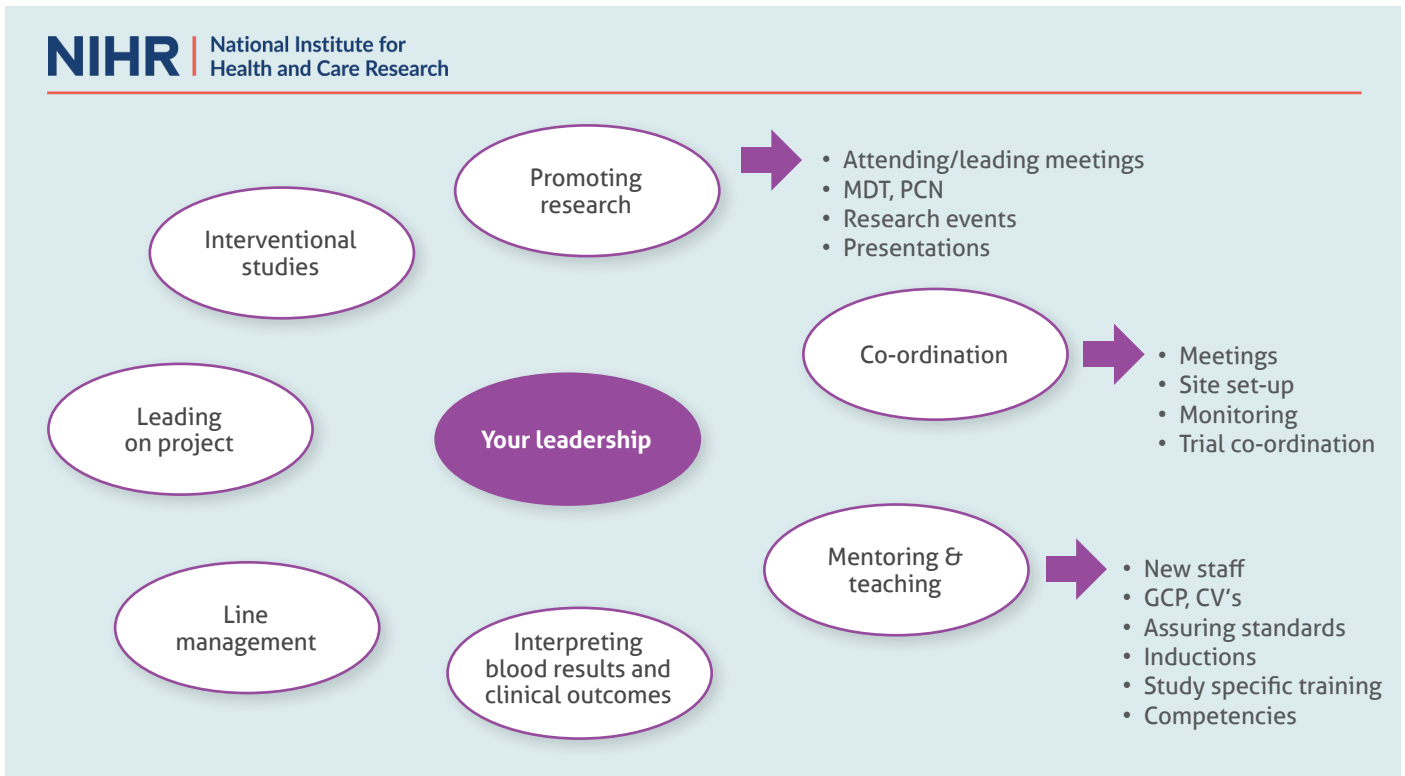 NIHR
National Institute for
Health and Care Research
Promoting
research
• Attending/leading meetings
• MDT, PCN
• Research events
• Presentations
Interventional
studies
Co-ordination
• Meetings
• Site set-up
• Monitoring
• Trial co-ordination
Leading
on project
Your leadership
Mentoring &
teaching
• New staff
• GCP, CV's
• Assuring standards
• Inductions
• Study specific training
• Competencies
Line
management
Interpreting
blood results and
clinical outcomes